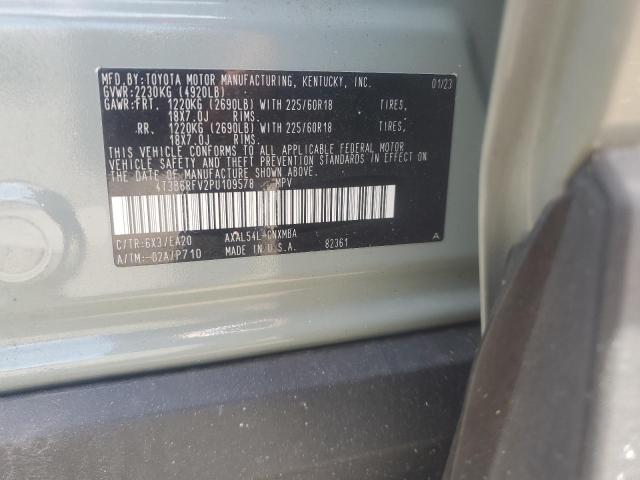 MFD.BY:TOYOTA MOTOR MANUFACTURING, KENTUCKY, INC. 01/23
GVWR:2230KG (4920LB)
GAWR:FRT. 1220KG (2690LB) WITH 225/60R18 TIRES,
18X7.0J RIMS.
RR. 1220KG (2690LB) WITH 225/60R18 TIRES,
18X7.0J RIMS.
THIS VEHICLE CONFORMS TO ALL APPLICABLE FEDERAL MOTOR
VEHICLE SAFETY AND THEFT PREVENTION STANDARDS IN EFFECT ON
THE DATE OF MANUFACTURE SHOWN ABOVE.
4T3B6RFV2PU109578 MPV
C/TR:6X3/EA20 AXAL54L-CNXMBA A
A/TM:-02A/P710 MADE IN U.S.A. 82361